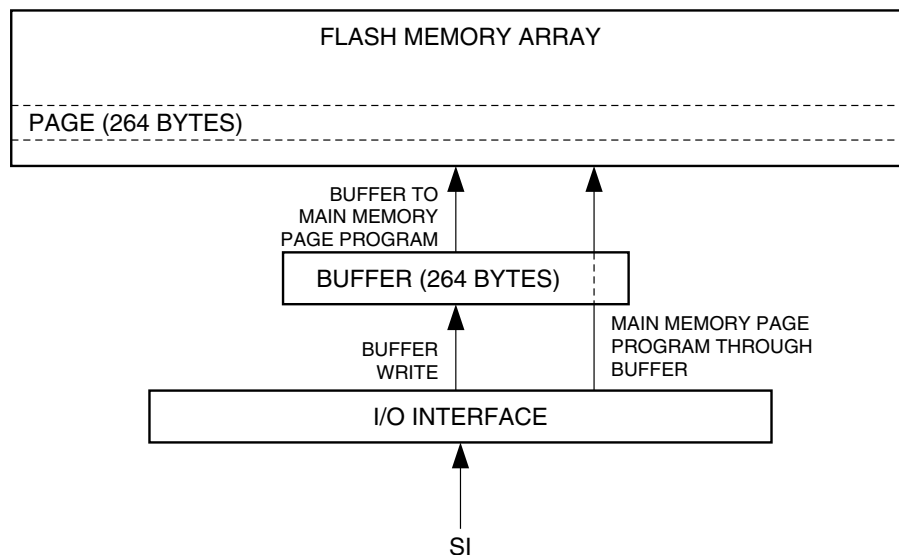 FLASH MEMORY ARRAY
PAGE (264 BYTES)
BUFFER TO
MAIN MEMORY
PAGE PROGRAM
BUFFER (264 BYTES)
BUFFER
WRITE
MAIN MEMORY PAGE
PROGRAM THROUGH
BUFFER
I/O INTERFACE
SI